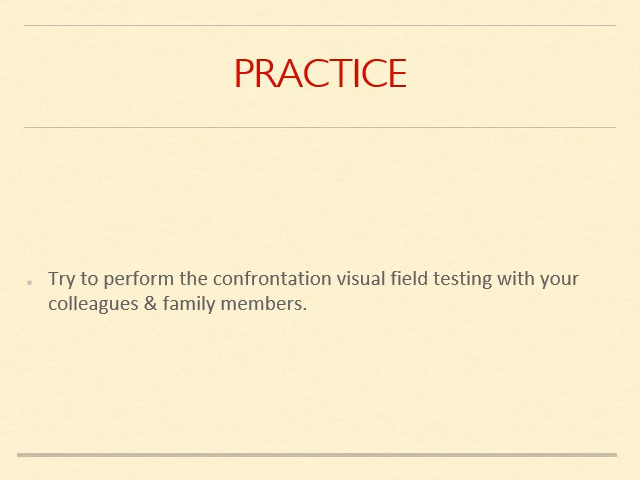 PRACTICE
Try to perform the confrontation visual field testing with your
colleagues & family members.